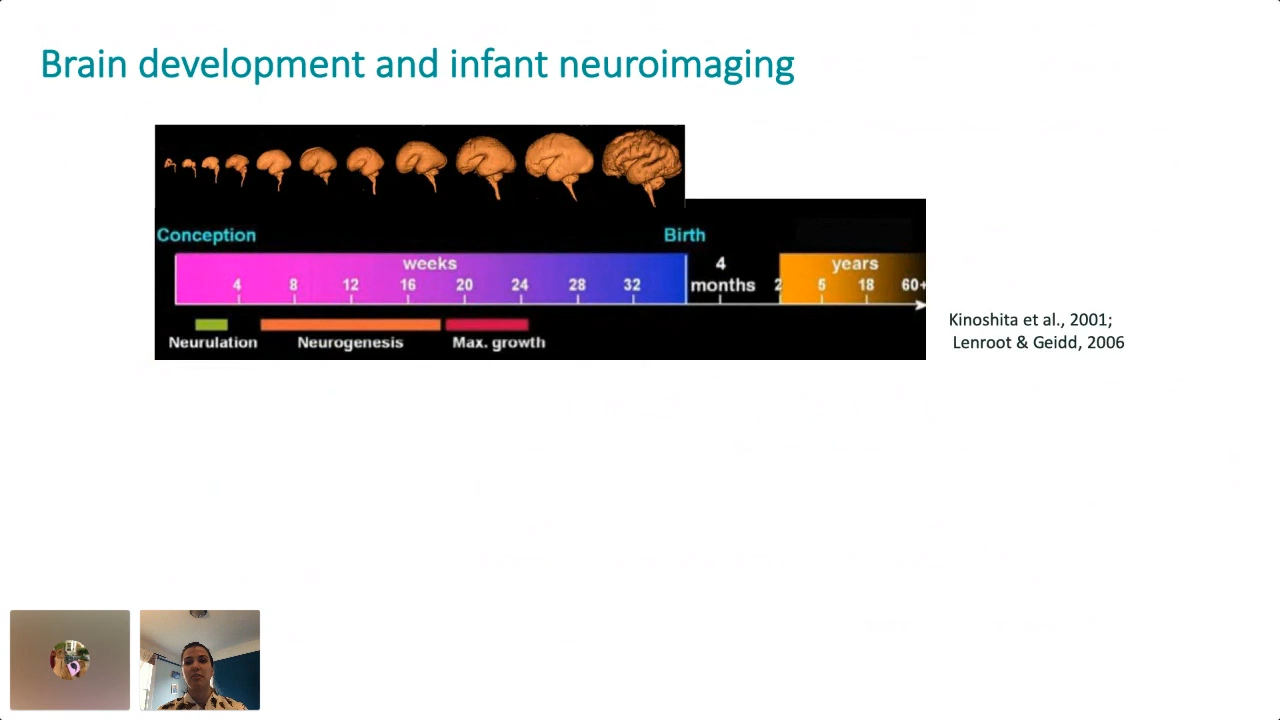 Brain development and infant neuroimaging
Conception
Birth
weeks
4 months
years
4 8 12 16 20 24 28 32
2 5 18 60+
Neurulation Neurogenesis Max. growth
Kinoshita et al., 2001;
Lenroot & Geidd, 2006